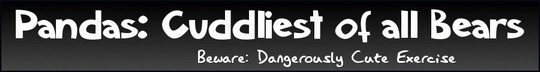 Pandas: Cuddliest of all Bears
Beware: Dangerously Cute Exercise